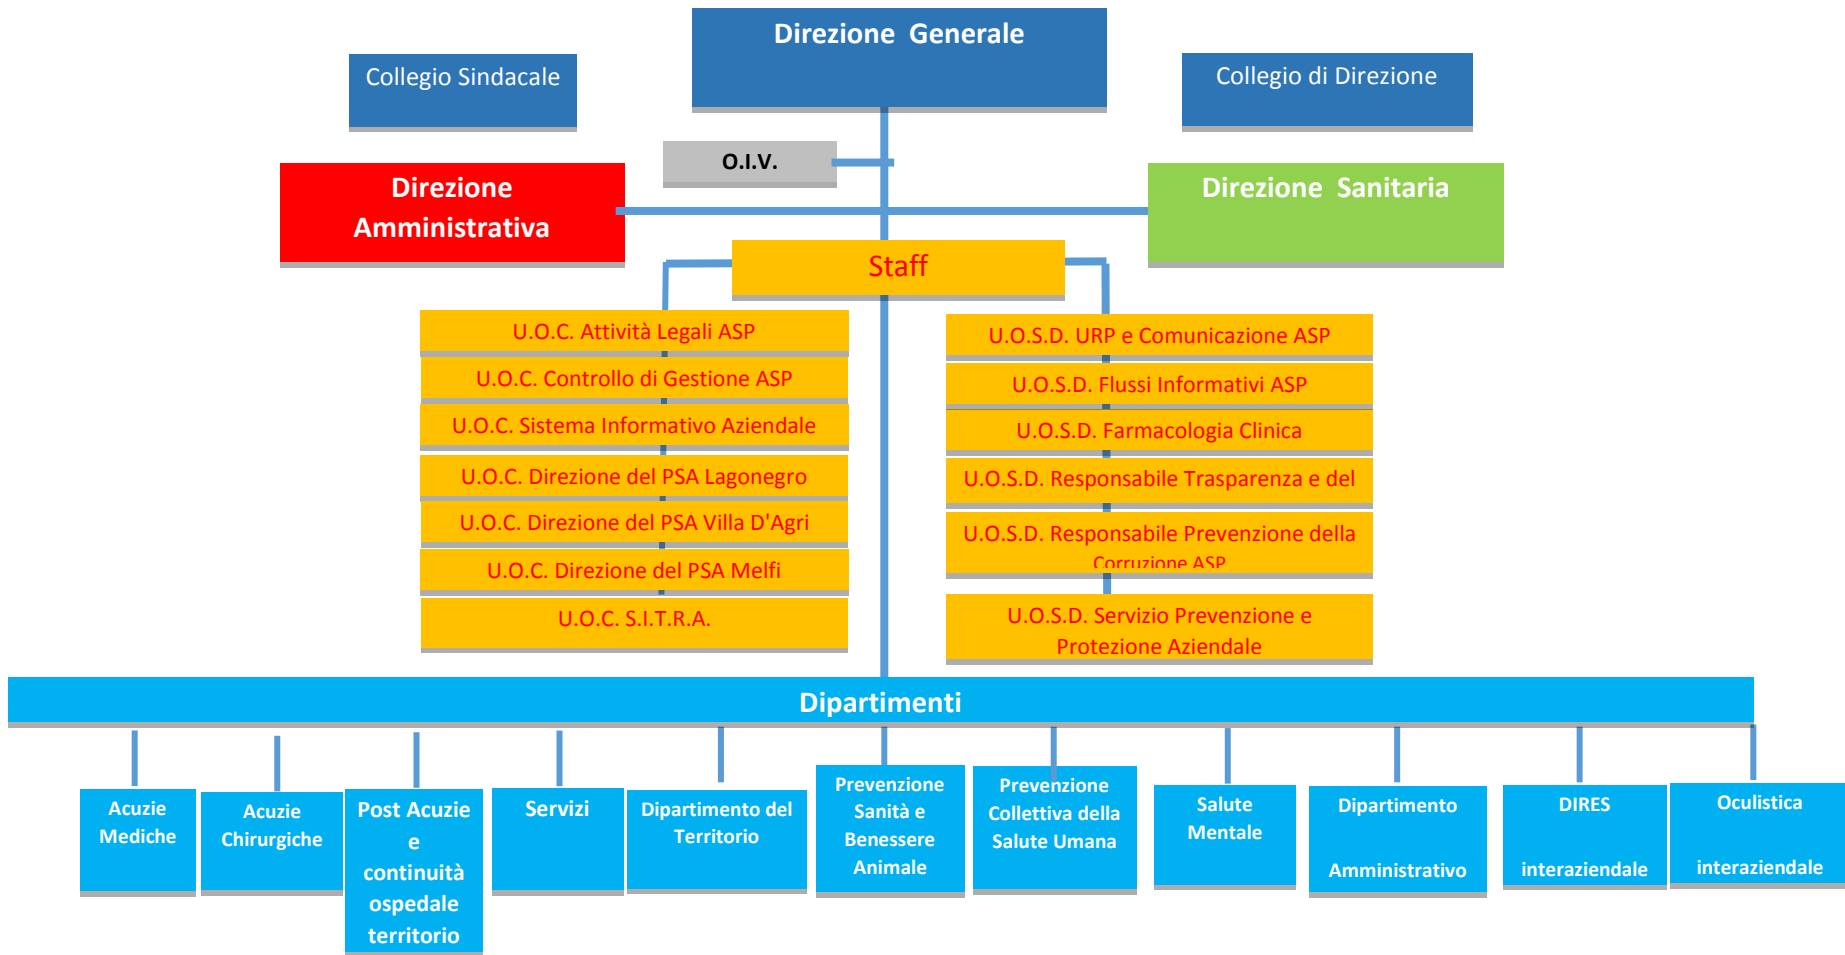 Direzione Generale
Collegio Sindacale
Collegio di Direzione
O.I.V.
Direzione
Amministrativa
Direzione Sanitaria
Staff
U.O.C. Attività Legali ASP
U.O.C. Controllo di Gestione ASP
U.O.C. Sistema Informativo Aziendale
U.O.C. Direzione del PSA Lagonegro
U.O.C. Direzione del PSA Villa D'Agri
U.O.C. Direzione del PSA Melfi
U.O.C. S.I.T.R.A.
U.O.S.D. URP e Comunicazione ASP
U.O.S.D. Flussi Informativi ASP
U.O.S.D. Farmacologia Clinica
U.O.S.D. Responsabile Trasparenza e del
U.O.S.D. Responsabile Prevenzione della
Corruzione ASP
U.O.S.D. Servizio Prevenzione e
Protezione Aziendale
Dipartimenti
Acuzie
Mediche
Acuzie
Chirurgiche
Post Acuzie
e
continuità
ospedale
territorio
Servizi
Dipartimento del
Territorio
Prevenzione
Sanità e
Benessere
Animale
Prevenzione
Collettiva della
Salute Umana
Salute
Mentale
Dipartimento
Amministrativo
DIRES
interaziendale
Oculistica
interaziendale